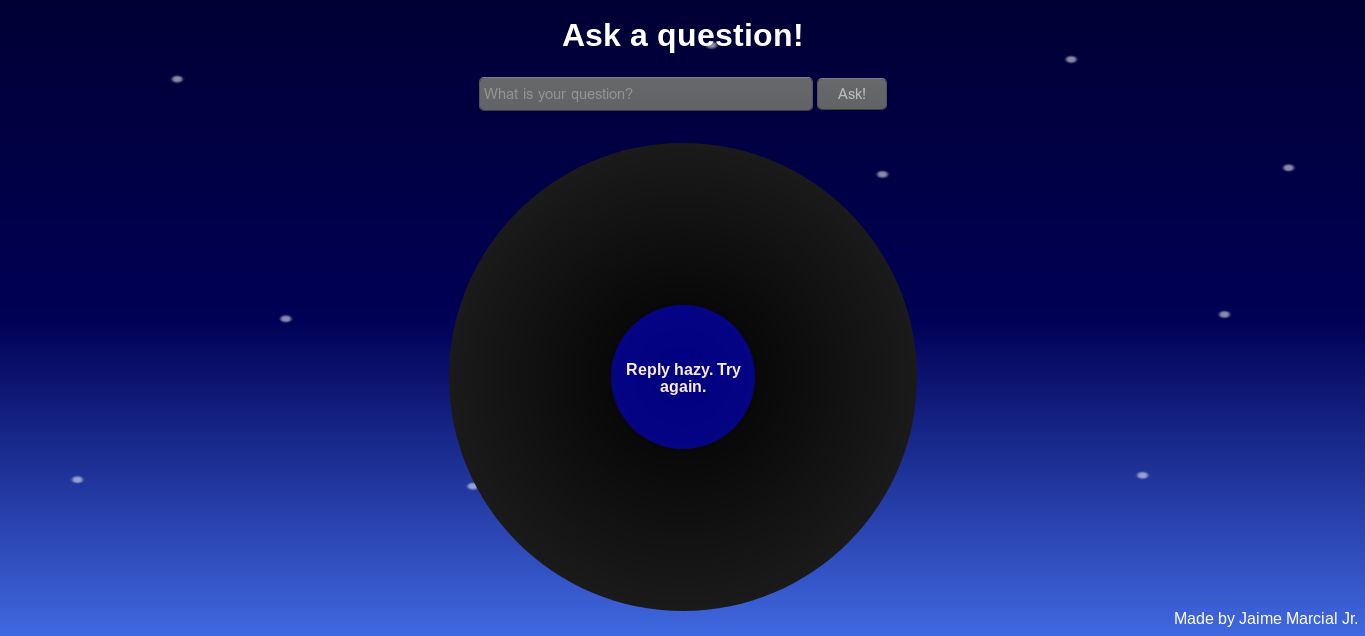 Ask a question!
What is your question?
Ask!
Reply hazy. Try
again.
Made by Jaime Marcial Jr.